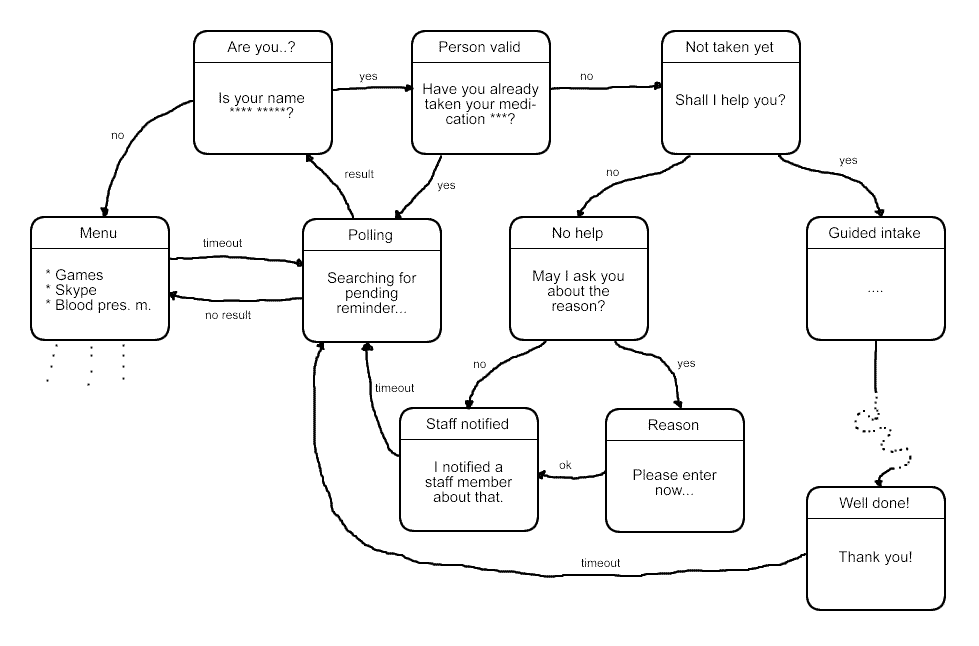 Are you..?
Is your name
**** *****?
yes
Person valid
Have you already
taken your medi-
cation ***?
no
Not taken yet
Shall I help you?
no
result
yes
no
yes
Menu
* Games
* Skype
* Blood pres. m.
timeout
no result
Polling
Searching for
pending
reminder...
No help
May I ask you
about the
reason?
Guided intake
....
no
yes
timeout
Staff notified
I notified a
staff member
about that.
ok
Reason
Please enter
now...
Well done!
Thank you!
timeout